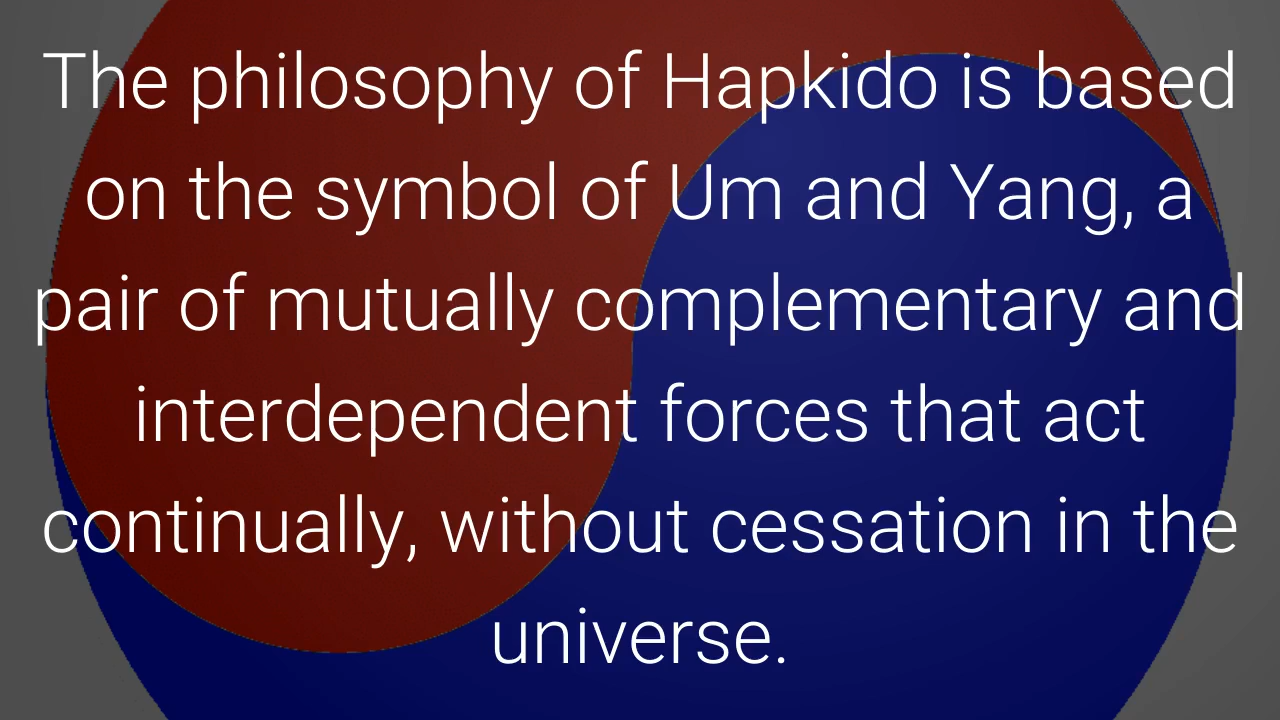 The philosophy of Hapkido is based
on the symbol of Um and Yang, a
pair of mutually complementary and
interdependent forces that act
continually, without cessation in the
universe.